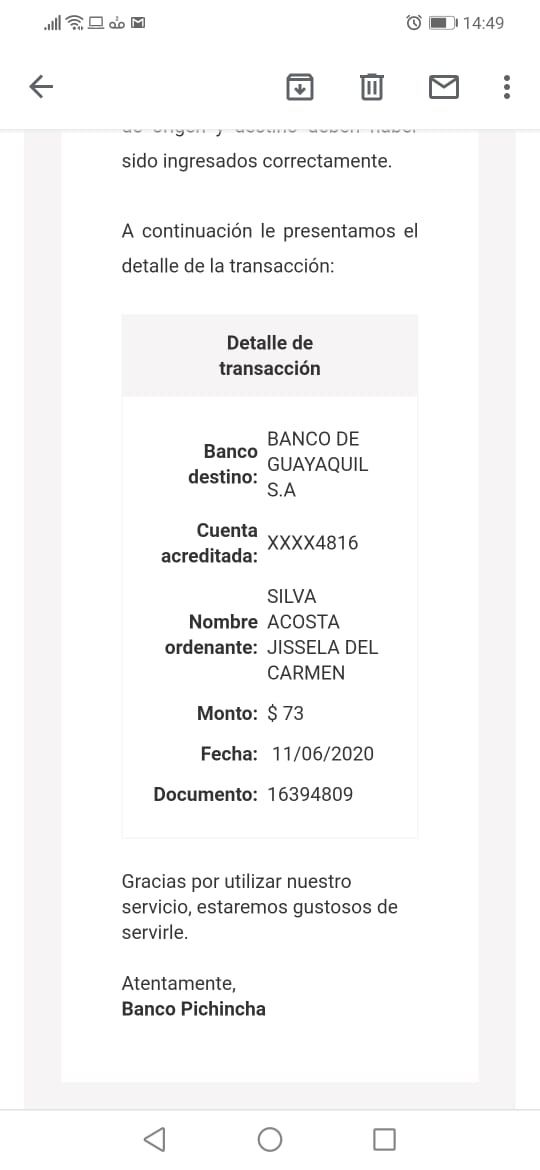 14:49
sido ingresados correctamente.
A continuación le presentamos el
detalle de la transacción:
Detalle de
transacción
Banco destino: BANCO DE GUAYAQUIL S.A
Cuenta acreditada: XXXX4816
Nombre ordenante: SILVA ACOSTA JISSELA DEL CARMEN
Monto: $ 73
Fecha: 11/06/2020
Documento: 16394809
Gracias por utilizar nuestro
servicio, estaremos gustosos de
servirle.
Atentamente,
Banco Pichincha